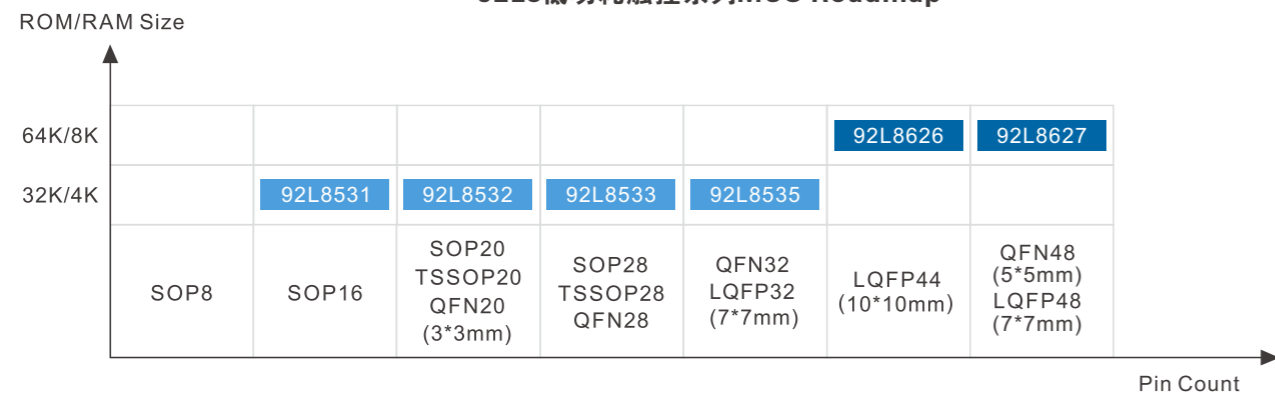 ROM/RAM Size
64K/8K
92L8626
92L8627
32K/4K
92L8531
92L8532
92L8533
92L8535
SOP8
SOP16
SOP20
TSSOP20
QFN20
(3*3mm)
SOP28
TSSOP28
QFN28
QFN32
LQFP32
(7*7mm)
LQFP44
(10*10mm)
QFN48
(5*5mm)
LQFP48
(7*7mm)
Pin Count